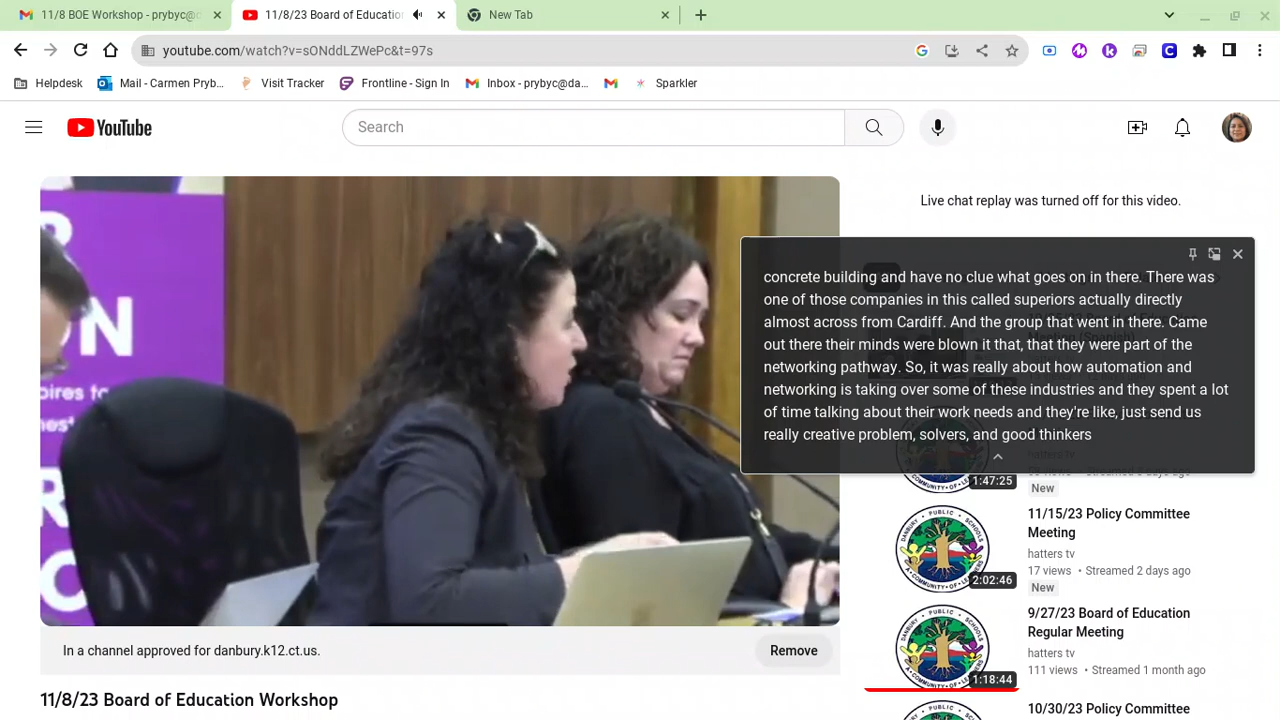 11/8 BOE Workshop - prybyc@d
11/8/23 Board of Educatio
New Tab
youtube.com/watch?v=sONddLZWePc&t=97s
Helpdesk
Mail - Carmen Pryb...
Visit Tracker
Frontline - Sign In
Inbox - prybyc@da...
Sparkler
YouTube
Search
Live chat replay was turned off for this video.
concrete building and have no clue what goes on in there. There was
one of those companies in this called superiors actually directly
almost across from Cardiff. And the group that went in there. Came
out there their minds were blown it that, that they were part of the
networking pathway. So, it was really about how automation and
networking is taking over some of these industries and they spent a lot
of time talking about their work needs and they're like, just send us
really creative problem, solvers, and good thinkers
hatters tv
1:47:25
New
11/15/23 Policy Committee
Meeting
hatters tv
17 views • Streamed 2 days ago
2:02:46
New
9/27/23 Board of Education
Regular Meeting
hatters tv
111 views • Streamed 1 month ago
1:18:44
10/30/23 Policy Committee
In a channel approved for danbury.k12.ct.us.
Remove
11/8/23 Board of Education Workshop